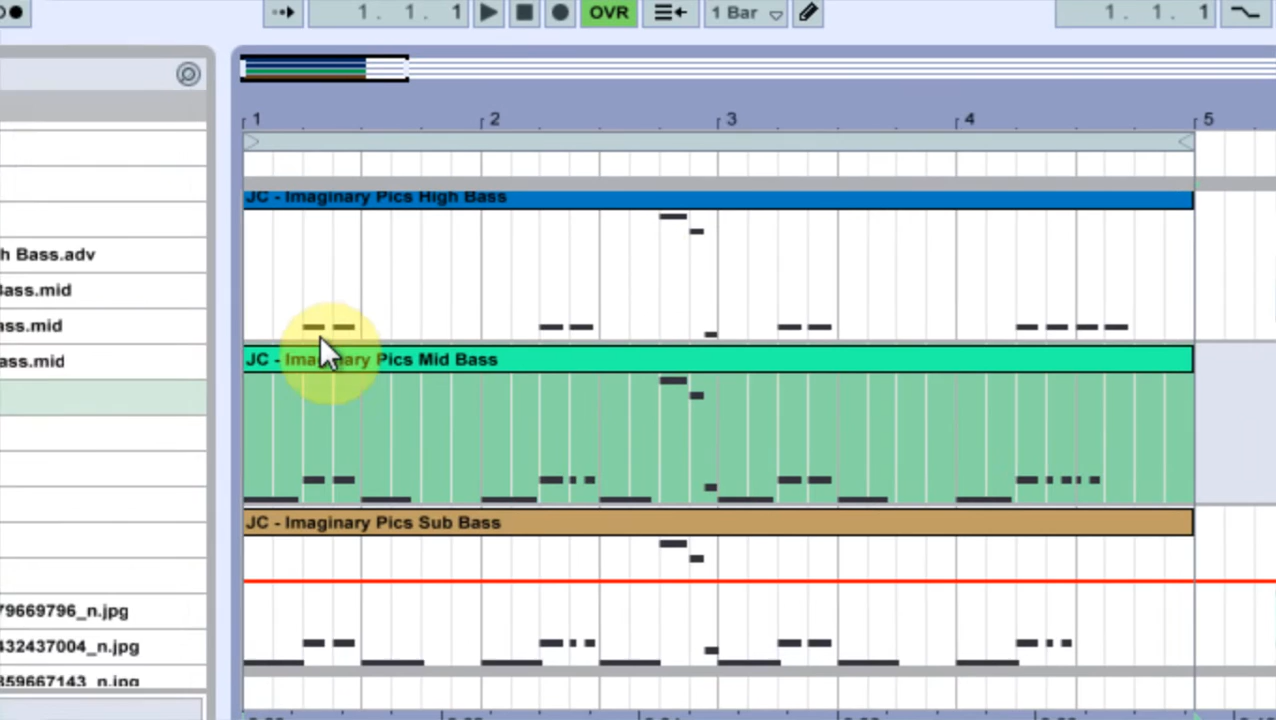 1. 1. 1 OVR 1 Bar 1. 1. 1
1 2 3 4 5
JC - Imaginary Pics High Bass
h Bass.adv
Bass.mid
ass.mid
ass.mid
JC - Imaginary Pics Mid Bass
JC - Imaginary Pics Sub Bass
79669796_n.jpg
432437004_n.jpg
359667143_n.jpg